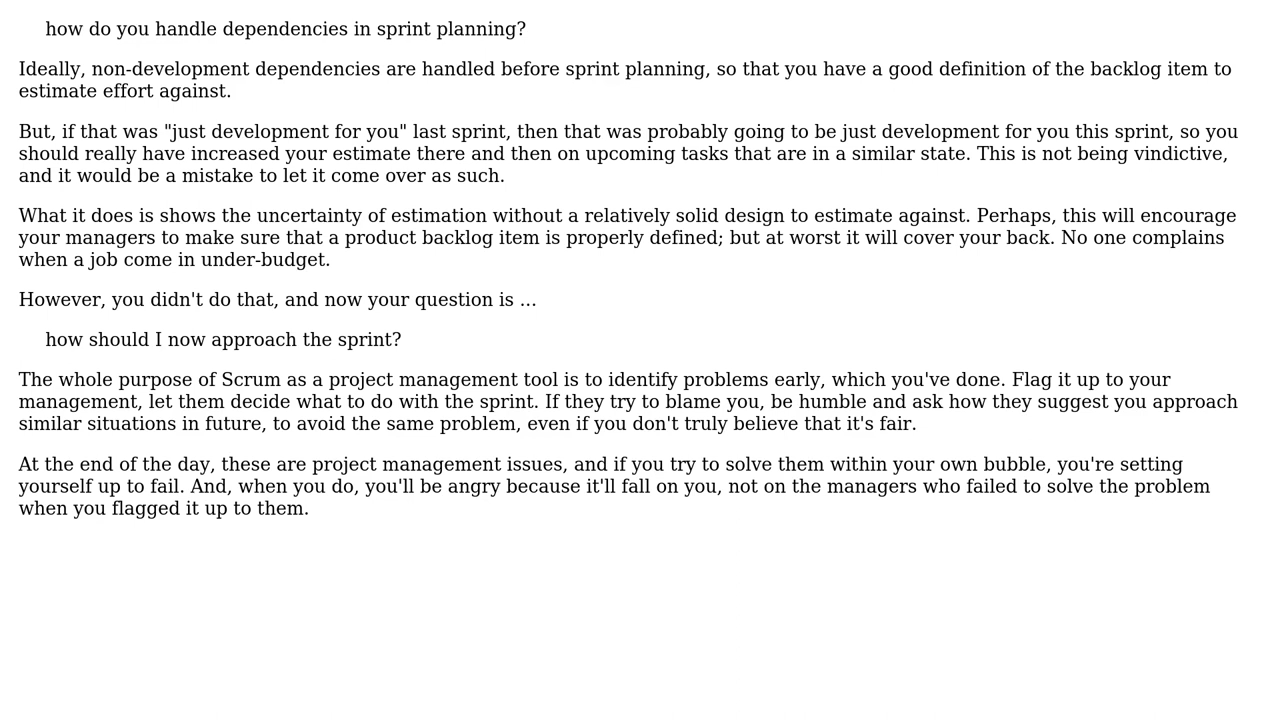 how do you handle dependencies in sprint planning?
Ideally, non-development dependencies are handled before sprint planning, so that you have a good definition of the backlog item to
estimate effort against.
But, if that was "just development for you" last sprint, then that was probably going to be just development for you this sprint, so you
should really have increased your estimate there and then on upcoming tasks that are in a similar state. This is not being vindictive,
and it would be a mistake to let it come over as such.
What it does is shows the uncertainty of estimation without a relatively solid design to estimate against. Perhaps, this will encourage
your managers to make sure that a product backlog item is properly defined; but at worst it will cover your back. No one complains
when a job come in under-budget.
However, you didn't do that, and now your question is ...
how should I now approach the sprint?
The whole purpose of Scrum as a project management tool is to identify problems early, which you've done. Flag it up to your
management, let them decide what to do with the sprint. If they try to blame you, be humble and ask how they suggest you approach
similar situations in future, to avoid the same problem, even if you don't truly believe that it's fair.
At the end of the day, these are project management issues, and if you try to solve them within your own bubble, you're setting
yourself up to fail. And, when you do, you'll be angry because it'll fall on you, not on the managers who failed to solve the problem
when you flagged it up to them.